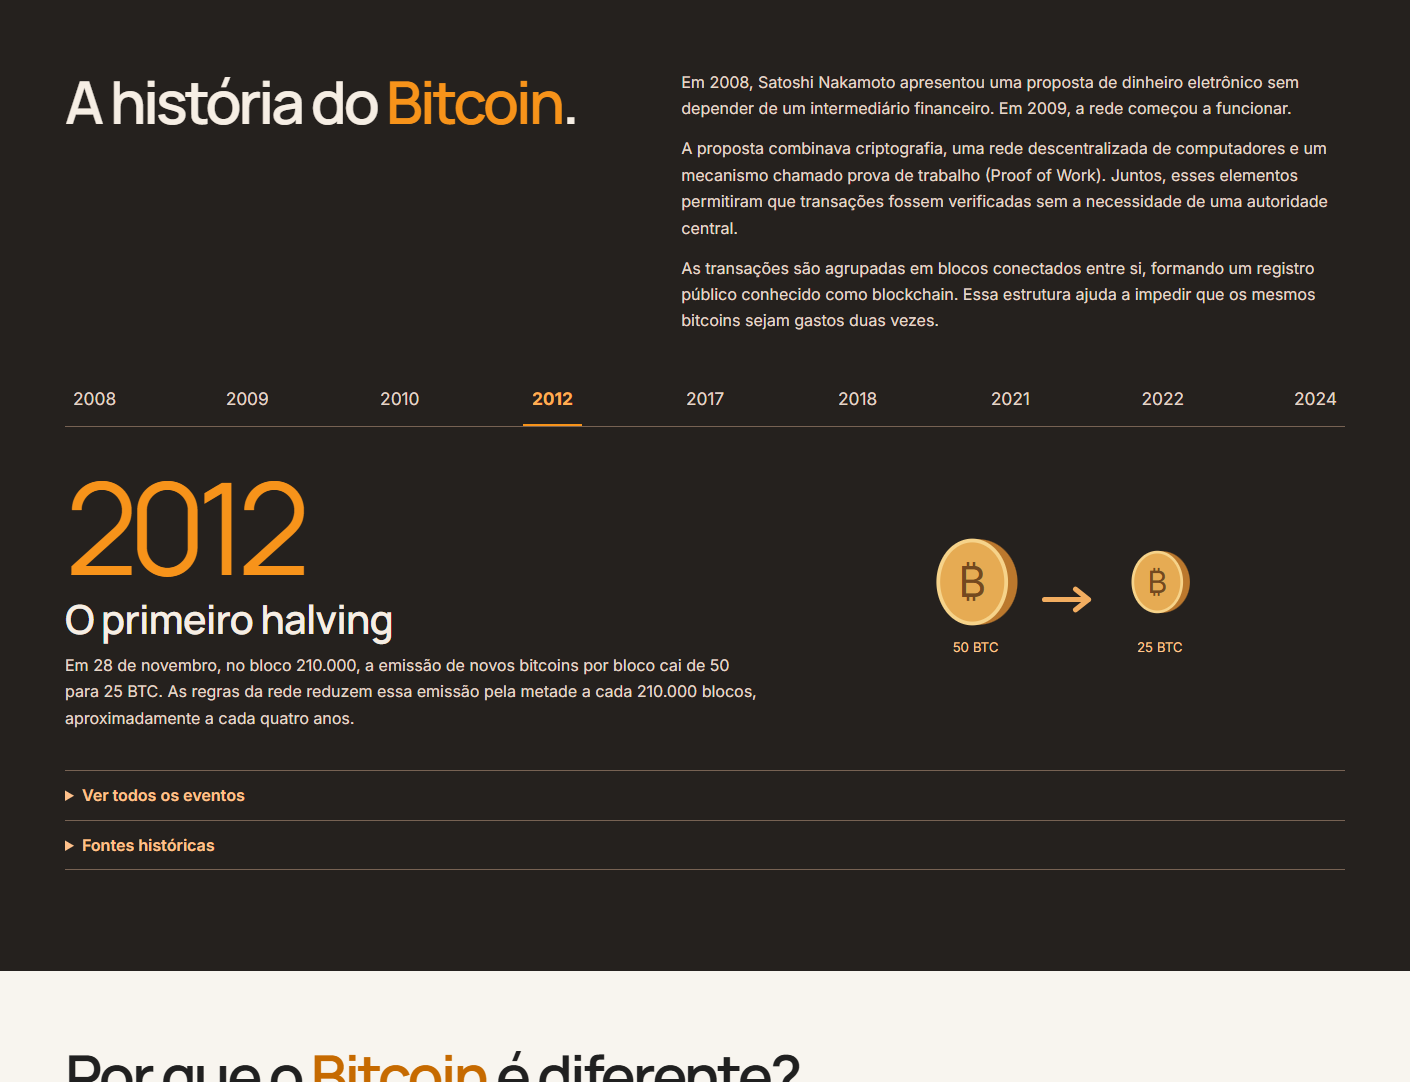 A história do Bitcoin.
Em 2008, Satoshi Nakamoto apresentou uma proposta de dinheiro eletrônico sem
depender de um intermediário financeiro. Em 2009, a rede começou a funcionar.
A proposta combinava criptografia, uma rede descentralizada de computadores e um
mecanismo chamado prova de trabalho (Proof of Work). Juntos, esses elementos
permitiram que transações fossem verificadas sem a necessidade de uma autoridade
central.
As transações são agrupadas em blocos conectados entre si, formando um registro
público conhecido como blockchain. Essa estrutura ajuda a impedir que os mesmos
bitcoins sejam gastos duas vezes.
2008 2009 2010 2012 2017 2018 2021 2022 2024
2012
O primeiro halving
Em 28 de novembro, no bloco 210.000, a emissão de novos bitcoins por bloco cai de 50
para 25 BTC. As regras da rede reduzem essa emissão pela metade a cada 210.000 blocos,
aproximadamente a cada quatro anos.
₿ ₿
50 BTC 25 BTC
Ver todos os eventos
Fontes históricas
Por que o Bitcoin é diferente?